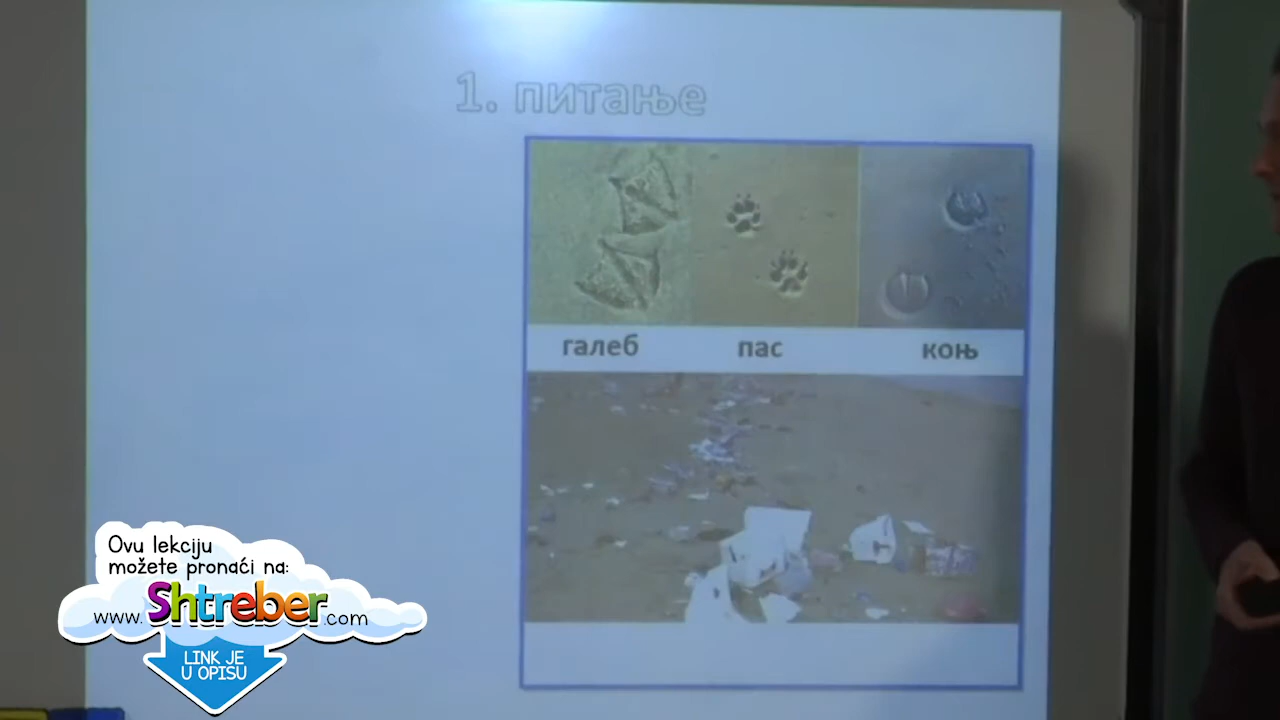 1. питање
галеб пас коњ
Ovu lekciju
možete pronaći na:
www.Shtreber.com
LINK JE
U OPISU